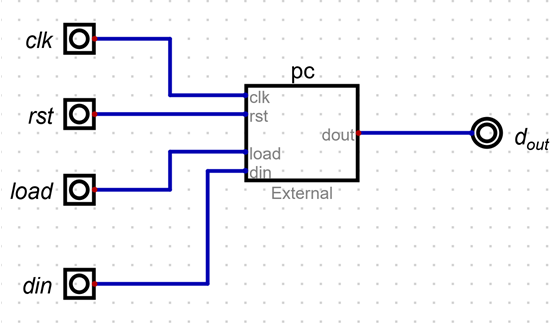 clk
rst
load
din
pc
clk
rst
load
din
dout
External
dout